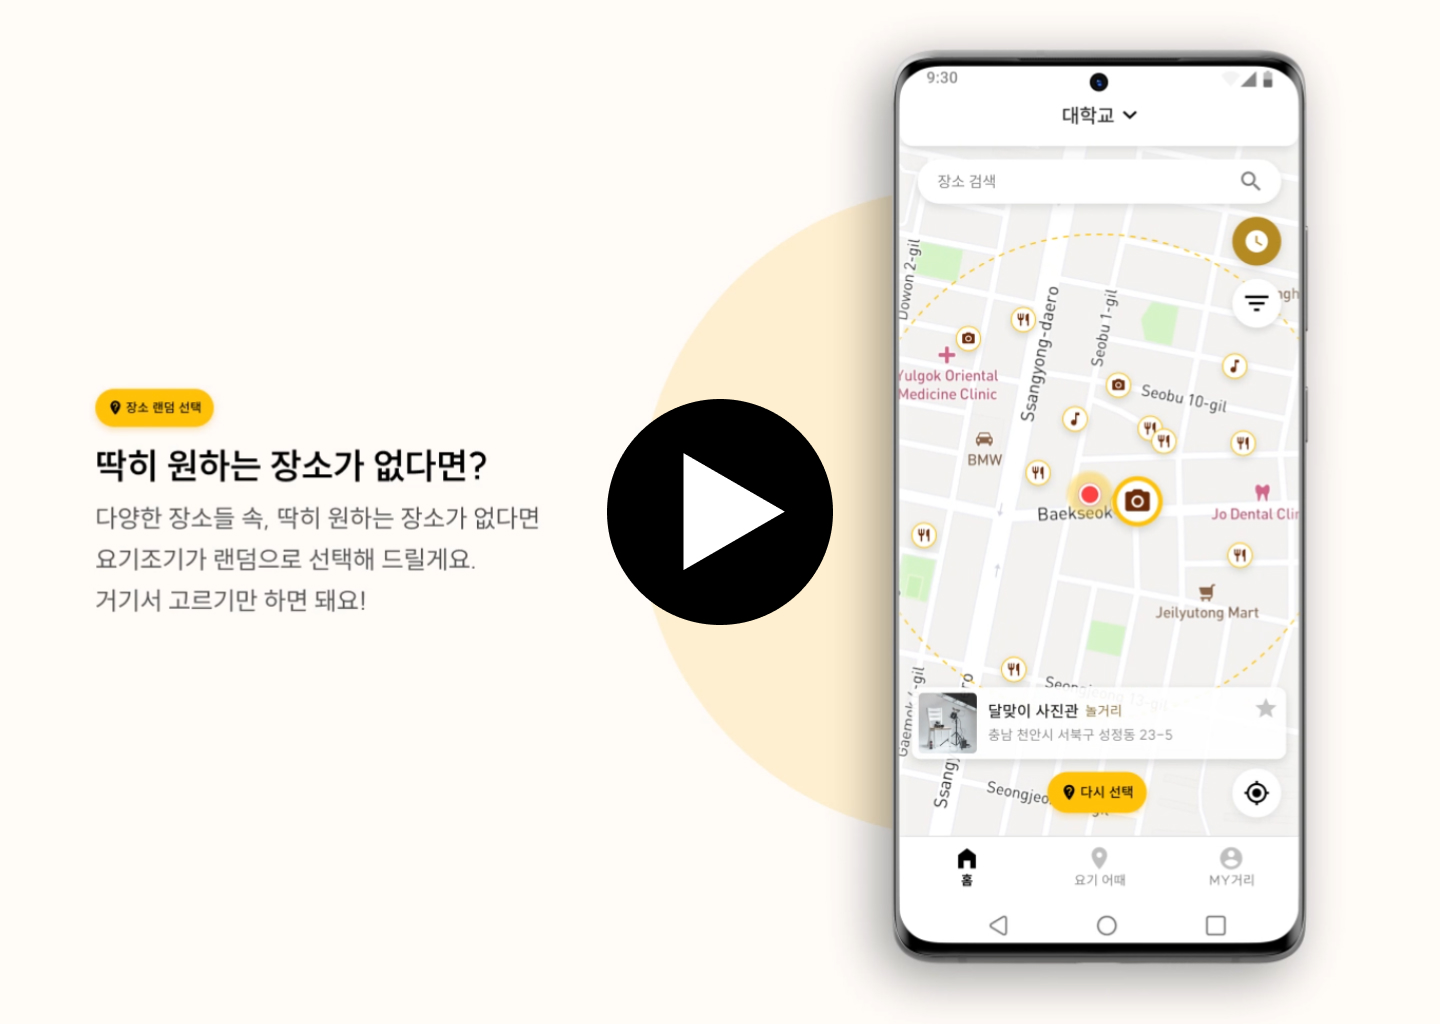 장소 랜덤 선택
딱히 원하는 장소가 없다면?
다양한 장소들 속, 딱히 원하는 장소가 없다면
요기조기가 랜덤으로 선택해 드릴게요.
거기서 고르기만 하면 돼요!
9:30
대학교
장소 검색
Dowon 2-gil
Ssangyong-daero
Seobu 1-gil
Yulgok Oriental
Medicine Clinic
Seobu 10-gil
BMW
Baekseok
Jo Dental Clin
Jeilyutong Mart
달맞이 사진관 놀거리
충남 천안시 서북구 성정동 23-5
다시 선택
홈
요기 어때
MY거리